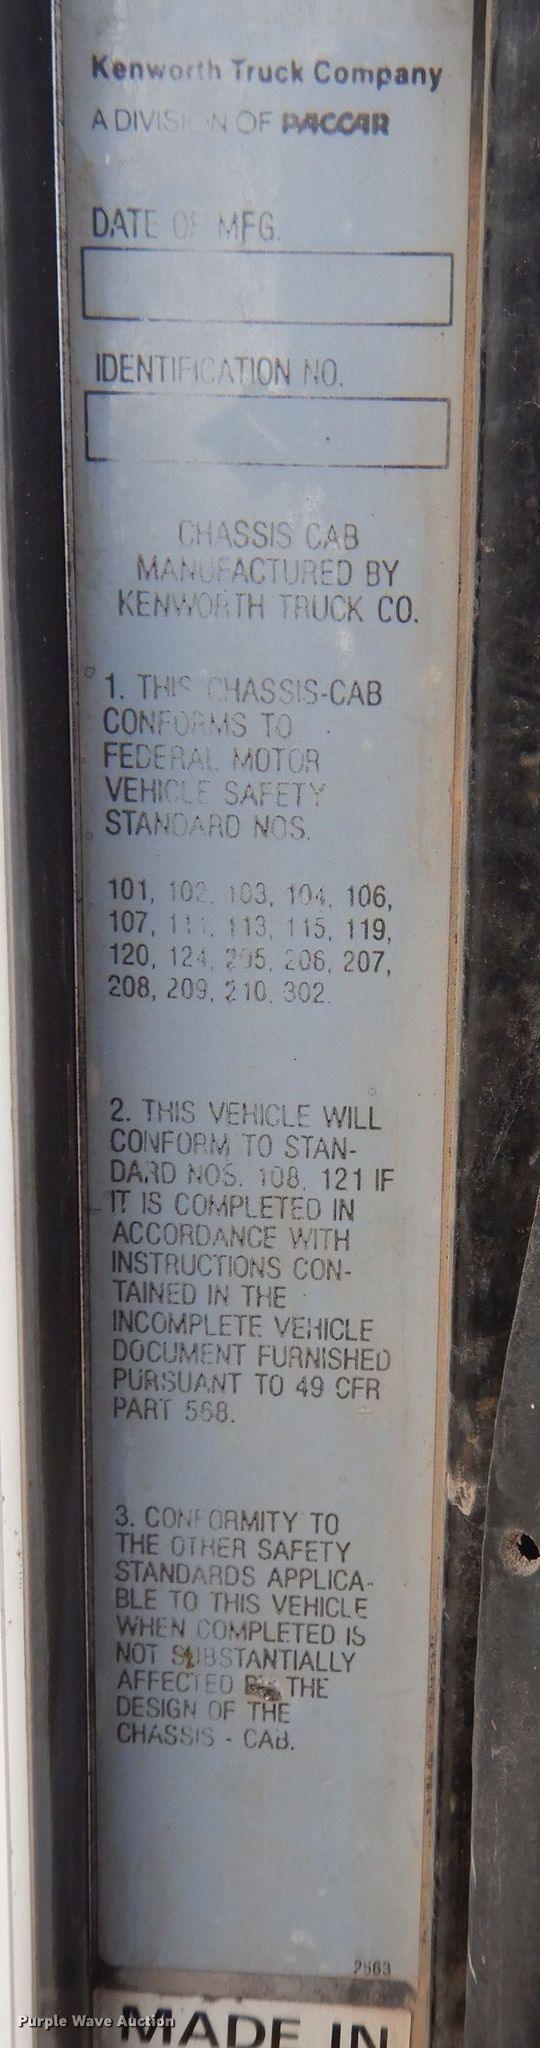 Kenworth Truck Company
A DIVISION OF PACCAR
DATE OF MFG.
IDENTIFICATION NO.
CHASSIS CAB
MANUFACTURED BY
KENWORTH TRUCK CO.
1. THIS CHASSIS-CAB
CONFORMS TO
FEDERAL MOTOR
VEHICLE SAFETY
STANDARD NOS.
101, 102, 103, 104, 106,
107, 111, 113, 115, 119,
120, 124, 205, 206, 207,
208, 209, 210, 302.
2. THIS VEHICLE WILL
CONFORM TO STAN-
DARD NOS. 108, 121 IF
IT IS COMPLETED IN
ACCORDANCE WITH
INSTRUCTIONS CON-
TAINED IN THE
INCOMPLETE VEHICLE
DOCUMENT FURNISHED
PURSUANT TO 49 CFR
PART 568.
3. CONFORMITY TO
THE OTHER SAFETY
STANDARDS APPLICA-
BLE TO THIS VEHICLE
WHEN COMPLETED IS
NOT SUBSTANTIALLY
AFFECTED BY THE
DESIGN OF THE
CHASSIS - CAB.
2563
MADE IN
Purple Wave Auction